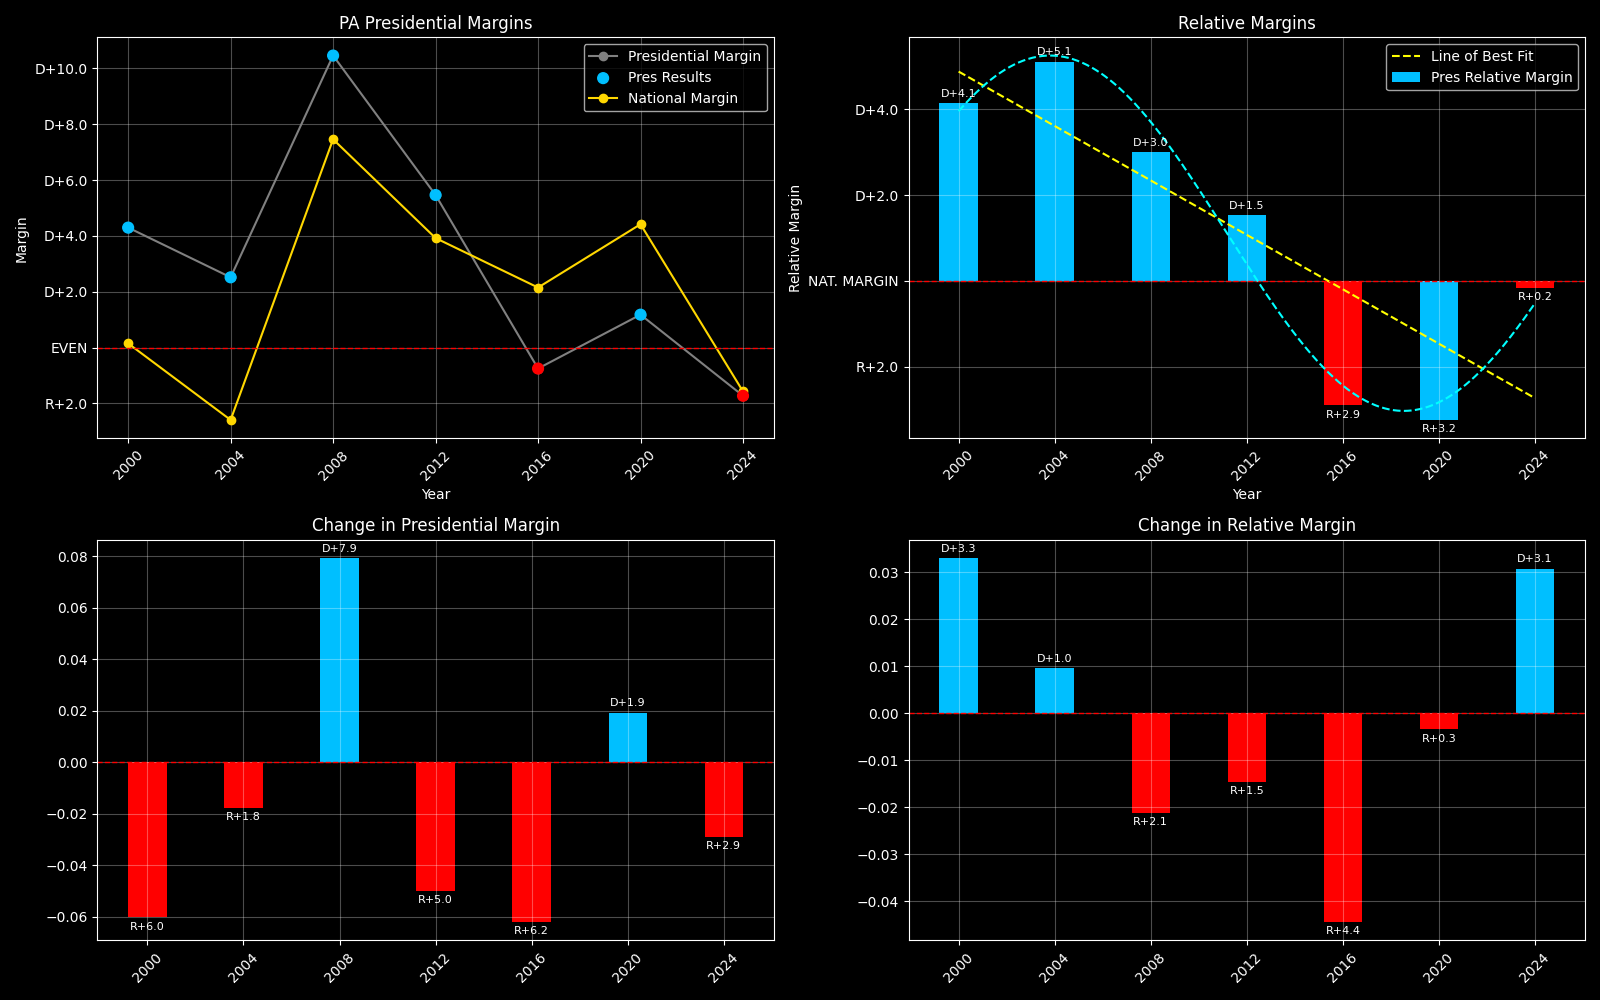 PA Presidential Margins
Presidential Margin
Pres Results
National Margin
Margin
D+10.0
D+8.0
D+6.0
D+4.0
D+2.0
EVEN
R+2.0
2000
2004
2008
2012
2016
2020
2024
Year
Relative Margins
Line of Best Fit
Pres Relative Margin
Relative Margin
D+4.0
D+2.0
NAT. MARGIN
R+2.0
D+4.1
D+5.1
D+3.0
D+1.5
R+2.9
R+3.2
R+0.2
2000
2004
2008
2012
2016
2020
2024
Year
Change in Presidential Margin
0.08
0.06
0.04
0.02
0.00
−0.02
−0.04
−0.06
R+6.0
R+1.8
D+7.9
R+5.0
R+6.2
D+1.9
R+2.9
2000
2004
2008
2012
2016
2020
2024
Change in Relative Margin
0.03
0.02
0.01
0.00
−0.01
−0.02
−0.03
−0.04
D+3.3
D+1.0
R+2.1
R+1.5
R+4.4
R+0.3
D+3.1
2000
2004
2008
2012
2016
2020
2024